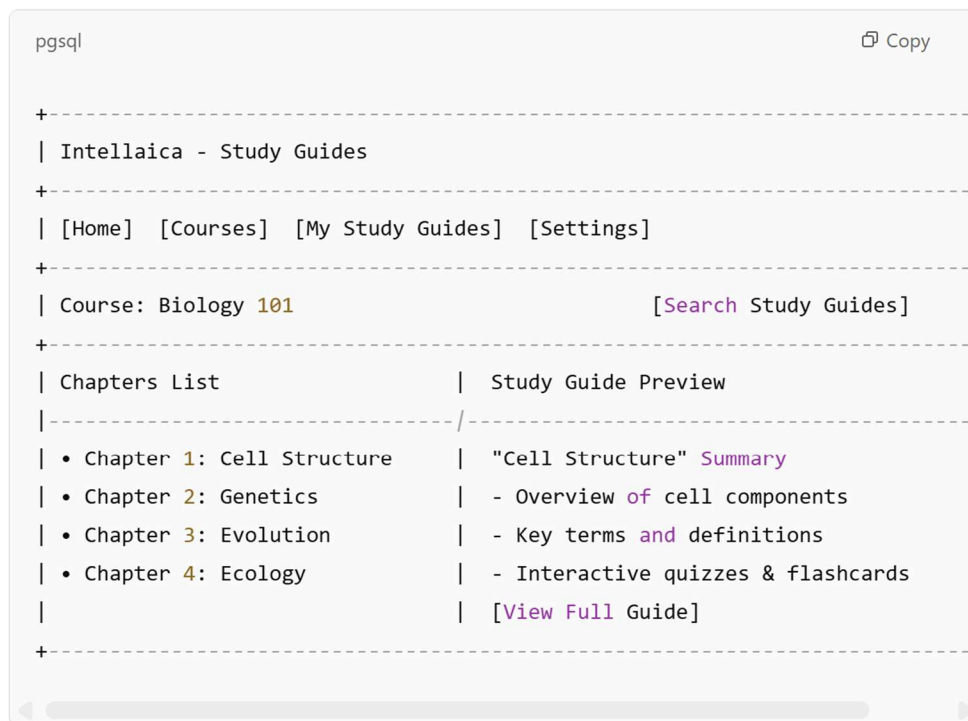 pgsql Copy
+---------------------------------------------------------------------------
| Intellaica - Study Guides
+---------------------------------------------------------------------------
| [Home]  [Courses]  [My Study Guides]  [Settings]
+---------------------------------------------------------------------------
| Course: Biology 101                             [Search Study Guides]
+---------------------------------------------------------------------------
| Chapters List                   |  Study Guide Preview
|---------------------------------/-----------------------------------------
| • Chapter 1: Cell Structure     |  "Cell Structure" Summary
| • Chapter 2: Genetics           |  - Overview of cell components
| • Chapter 3: Evolution          |  - Key terms and definitions
| • Chapter 4: Ecology            |  - Interactive quizzes & flashcards
|                                 |  [View Full Guide]
+---------------------------------------------------------------------------